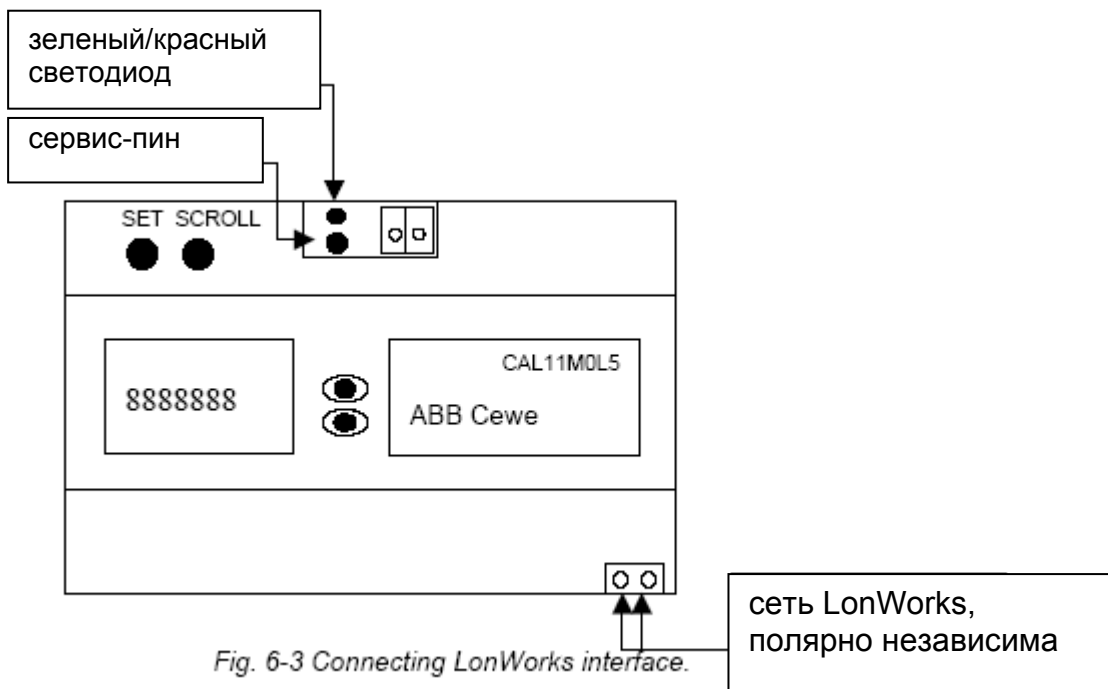 зеленый/красный
светодиод
сервис-пин
SET SCROLL
CAL11M0L5
8888888
ABB Cewe
сеть LonWorks,
полярно независима
Fig. 6-3 Connecting LonWorks interface.